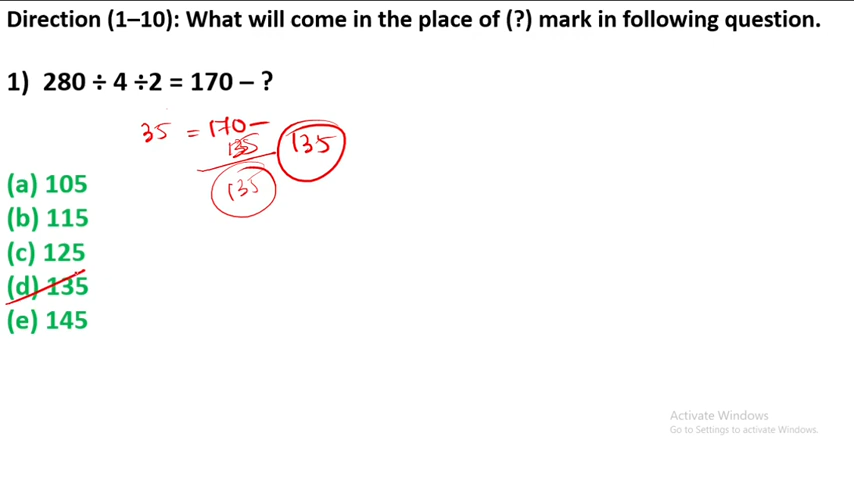 Direction (1–10): What will come in the place of (?) mark in following question.
1) 280 ÷ 4 ÷2 = 170 – ?
35 = 170 –
135
135
135
(a) 105
(b) 115
(c) 125
(d) 135
(e) 145
Activate Windows
Go to Settings to activate Windows.